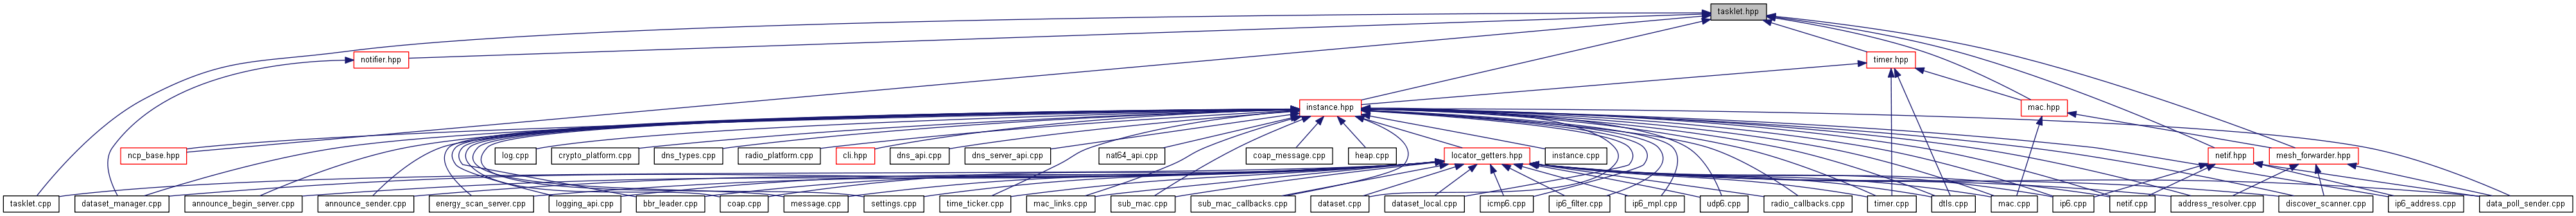 tasklet.hpp
notifier.hpp
timer.hpp
instance.hpp
mac.hpp
ncp_base.hpp
log.cpp
crypto_platform.cpp
dns_types.cpp
radio_platform.cpp
cli.hpp
dns_api.cpp
dns_server_api.cpp
nat64_api.cpp
coap_message.cpp
heap.cpp
locator_getters.hpp
instance.cpp
netif.hpp
mesh_forwarder.hpp
tasklet.cpp
dataset_manager.cpp
announce_begin_server.cpp
announce_sender.cpp
energy_scan_server.cpp
logging_api.cpp
bbr_leader.cpp
coap.cpp
message.cpp
settings.cpp
time_ticker.cpp
mac_links.cpp
sub_mac.cpp
sub_mac_callbacks.cpp
dataset.cpp
dataset_local.cpp
icmp6.cpp
ip6_filter.cpp
ip6_mpl.cpp
udp6.cpp
radio_callbacks.cpp
timer.cpp
dtls.cpp
mac.cpp
ip6.cpp
netif.cpp
address_resolver.cpp
discover_scanner.cpp
ip6_address.cpp
data_poll_sender.cpp